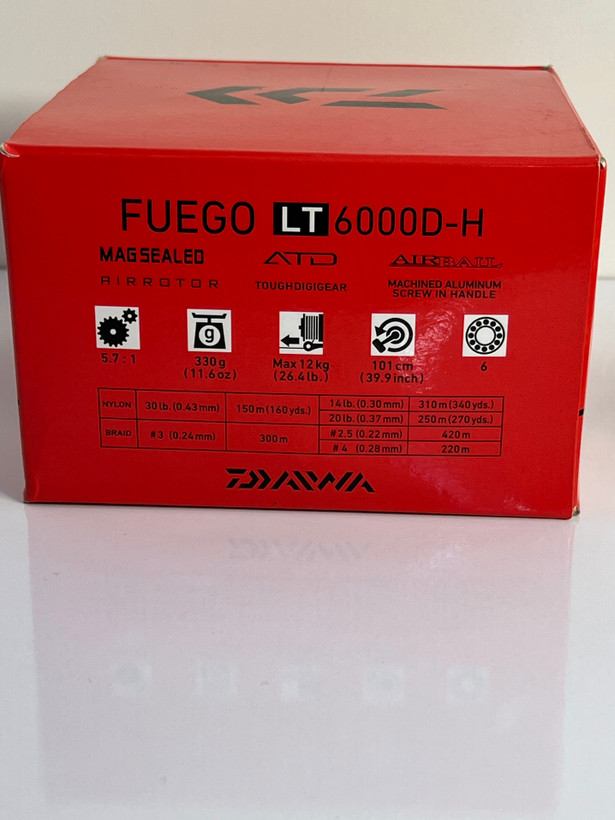 FUEGO LT 6000D-H
MAGSEALED ATD AIRBAIL
AIRROTOR TOUGHDIGIGEAR MACHINED ALUMINUM
SCREW IN HANDLE
g
5.7 : 1 330g Max 12kg 101cm 6
(11.6oz) (26.4lb.) (39.9inch)
NYLON 30lb. (0.43mm) 150m (160yds.) 14lb. (0.30mm) 310m (340yds.)
20lb. (0.37mm) 250m (270yds.)
BRAID #3 (0.24mm) 300m #2.5 (0.22mm) 420m
#4 (0.28mm) 220m
DAIWA